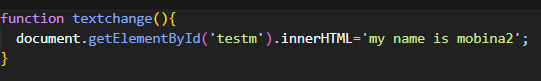 function textchange(){
document.getElementById('testm').innerHTML='my name is mobina2';
}